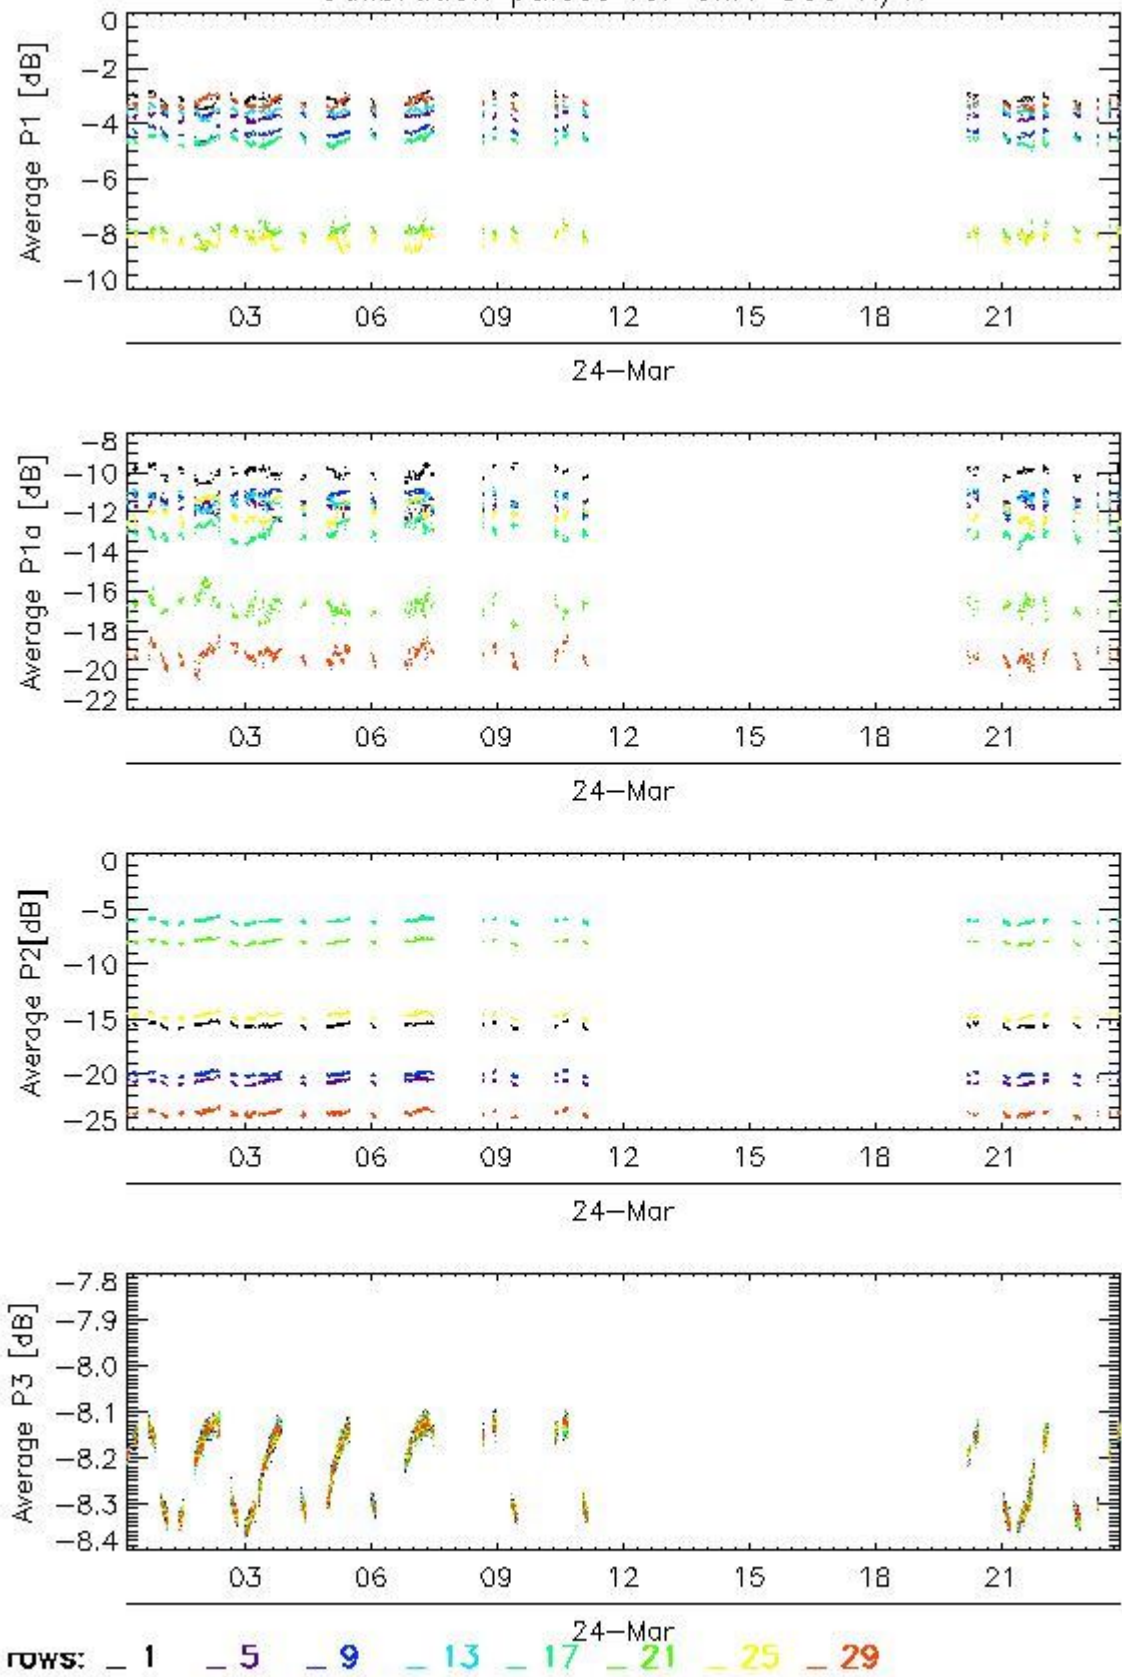 0
−2
−4
−6
−8
−10
Average P1 [dB]
03 06 09 12 15 18 21
24−Mar
−8
−10
−12
−14
−16
−18
−20
−22
Average P1a [dB]
03 06 09 12 15 18 21
24−Mar
0
−5
−10
−15
−20
−25
Average P2[dB]
03 06 09 12 15 18 21
24−Mar
−7.8
−7.9
−8.0
−8.1
−8.2
−8.3
−8.4
Average P3 [dB]
03 06 09 12 15 18 21
24−Mar
rows: _ 1 _ 5 _ 9 _ 13 _ 17 _ 21 _ 25 _ 29